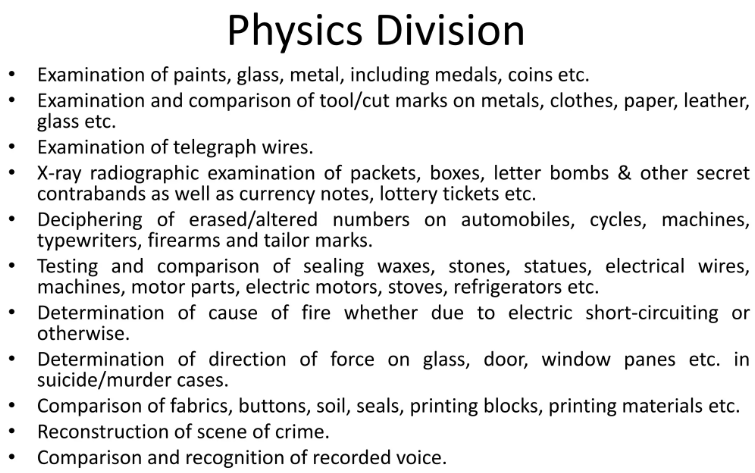 Physics Division
• Examination of paints, glass, metal, including medals, coins etc.
• Examination and comparison of tool/cut marks on metals, clothes, paper, leather,
glass etc.
• Examination of telegraph wires.
• X-ray radiographic examination of packets, boxes, letter bombs & other secret
contrabands as well as currency notes, lottery tickets etc.
• Deciphering of erased/altered numbers on automobiles, cycles, machines,
typewriters, firearms and tailor marks.
• Testing and comparison of sealing waxes, stones, statues, electrical wires,
machines, motor parts, electric motors, stoves, refrigerators etc.
• Determination of cause of fire whether due to electric short-circuiting or
otherwise.
• Determination of direction of force on glass, door, window panes etc. in
suicide/murder cases.
• Comparison of fabrics, buttons, soil, seals, printing blocks, printing materials etc.
• Reconstruction of scene of crime.
• Comparison and recognition of recorded voice.